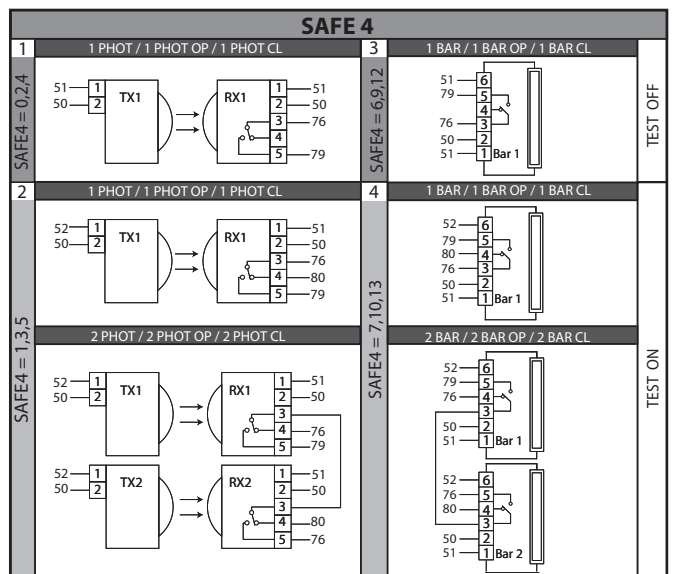 SAFE 4
1
1 PHOT / 1 PHOT OP / 1 PHOT CL
SAFE4 = 0,2,4
51 1
50 2
TX1
RX1
1 51
2 50
3 76
4
5 79
3
1 BAR / 1 BAR OP / 1 BAR CL
SAFE4 = 6,9,12
51 6
79 5
4
76 3
50 2
51 1 Bar 1
TEST OFF
2
1 PHOT / 1 PHOT OP / 1 PHOT CL
SAFE4 = 1,3,5
52 1
50 2
TX1
RX1
1 51
2 50
3 76
4 80
5 79
2 PHOT / 2 PHOT OP / 2 PHOT CL
52 1
50 2
TX1
RX1
1 51
2 50
3
4 76
5 79
52 1
50 2
TX2
RX2
1 51
2 50
3
4 80
5 76
4
1 BAR / 1 BAR OP / 1 BAR CL
SAFE4 = 7,10,13
52 6
79 5
80 4
76 3
50 2
51 1 Bar 1
2 BAR / 2 BAR OP / 2 BAR CL
52 6
79 5
76 4
3
50 2
51 1 Bar 1
52 6
76 5
80 4
3
50 2
51 1 Bar 2
TEST ON